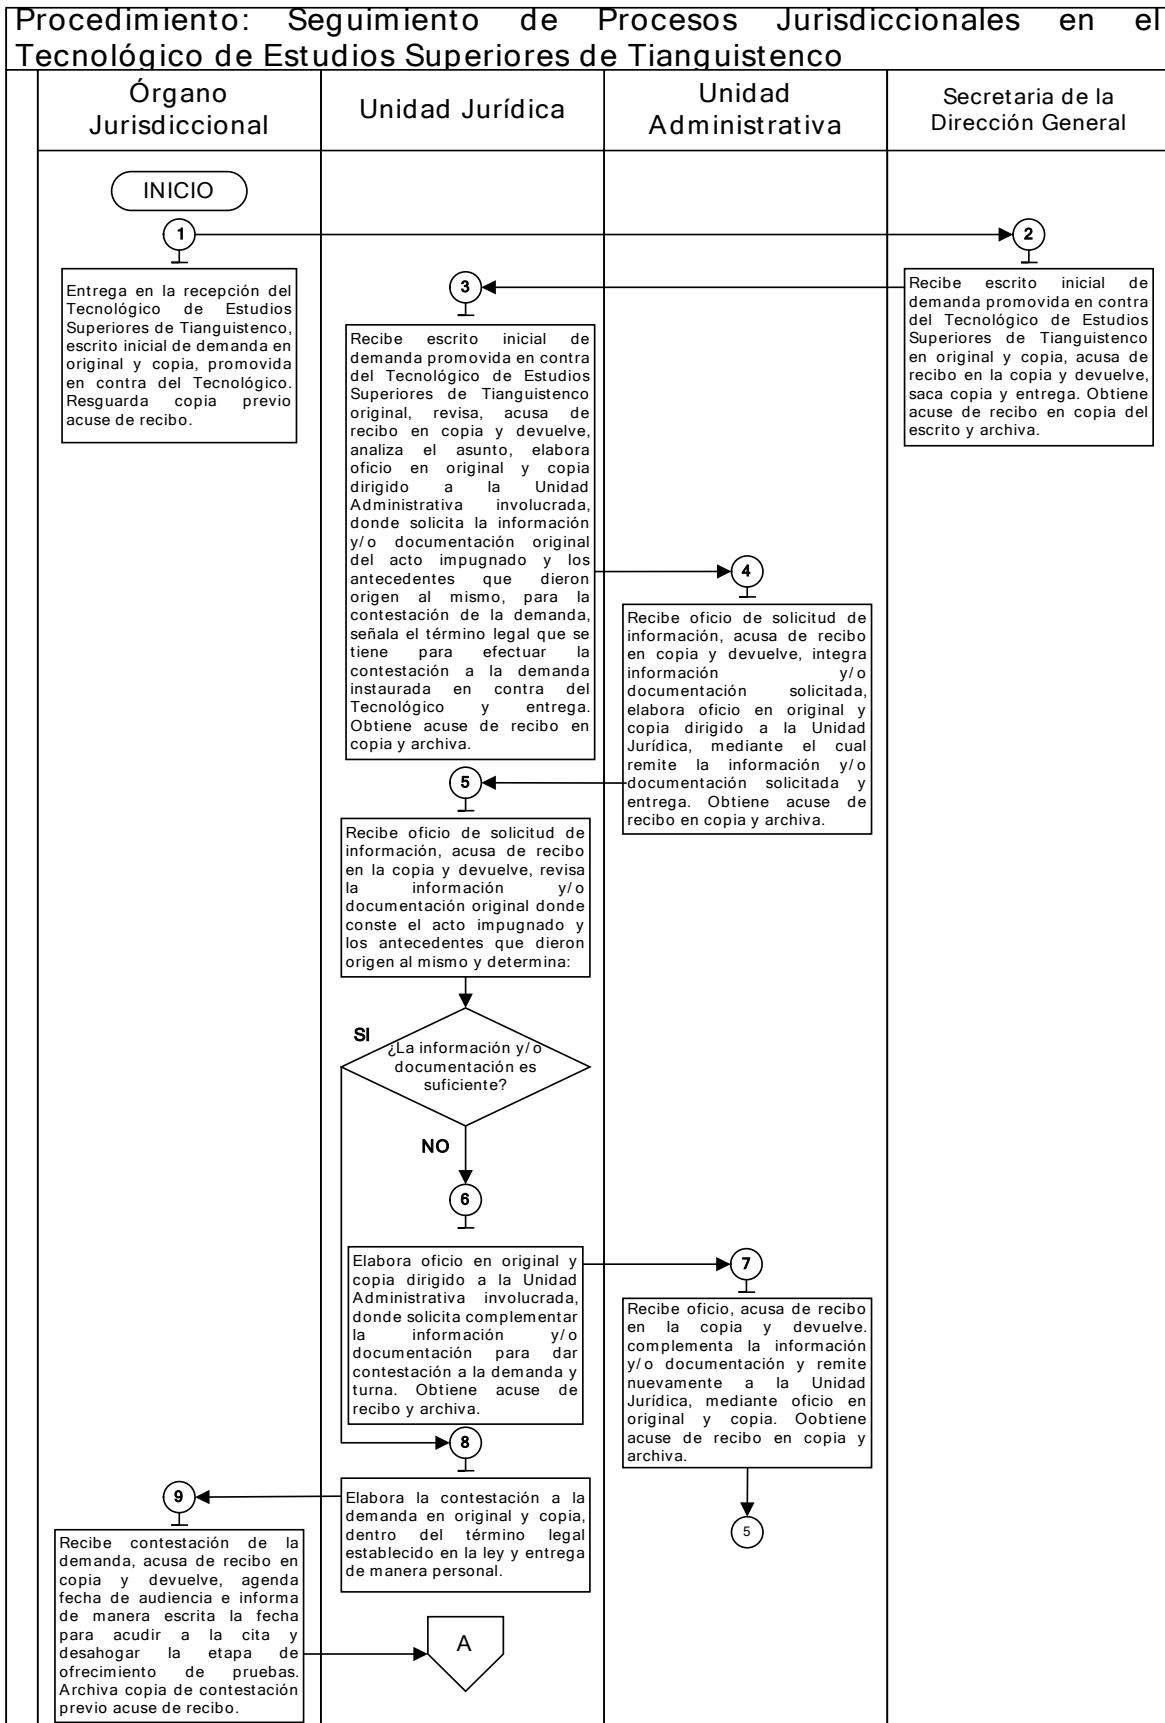 Procedimiento: Seguimiento de Procesos Jurisdiccionales en el
Tecnológico de Estudios Superiores de Tianguistenco
Órgano
Jurisdiccional
Unidad Jurídica
Unidad
Administrativa
Secretaria de la
Dirección General
INICIO
1
2
Entrega en la recepción del
Tecnológico de Estudios
Superiores de Tianguistenco,
escrito inicial de demanda en
original y copia, promovida
en contra del Tecnológico.
Resguarda copia previo
acuse de recibo.
Recibe escrito inicial de
demanda promovida en contra
del Tecnológico de Estudios
Superiores de Tianguistenco
en original y copia, acusa de
recibo en la copia y devuelve,
saca copia y entrega. Obtiene
acuse de recibo en copia del
escrito y archiva.
3
Recibe escrito inicial de
demanda promovida en contra
del Tecnológico de Estudios
Superiores de Tianguistenco
original, revisa, acusa de
recibo en copia y devuelve,
analiza el asunto, elabora
oficio en original y copia
dirigido a la Unidad
Administrativa involucrada,
donde solicita la información
y/o documentación original
del acto impugnado y los
antecedentes que dieron
origen al mismo, para la
contestación de la demanda,
señala el término legal que se
tiene para efectuar la
contestación a la demanda
instaurada en contra del
Tecnológico y entrega.
Obtiene acuse de recibo en
copia y archiva.
4
Recibe oficio de solicitud de
información, acusa de recibo
en copia y devuelve, integra
información y/o
documentación solicitada,
elabora oficio en original y
copia dirigido a la Unidad
Jurídica, mediante el cual
remite la información y/o
documentación solicitada y
entrega. Obtiene acuse de
recibo en copia y archiva.
5
Recibe oficio de solicitud de
información, acusa de recibo
en la copia y devuelve, revisa
la información y/o
documentación original donde
conste el acto impugnado y
los antecedentes que dieron
origen al mismo y determina:
SI
¿La información y/o
documentación es
suficiente?
NO
6
Elabora oficio en original y
copia dirigido a la Unidad
Administrativa involucrada,
donde solicita complementar
la información y/o
documentación para dar
contestación a la demanda y
turna. Obtiene acuse de
recibo y archiva.
7
Recibe oficio, acusa de recibo
en la copia y devuelve.
complementa la información
y/o documentación y remite
nuevamente a la Unidad
Jurídica, mediante oficio en
original y copia. Oobtiene
acuse de recibo en copia y
archiva.
5
8
Elabora la contestación a la
demanda en original y copia,
dentro del término legal
establecido en la ley y entrega
de manera personal.
9
Recibe contestación de la
demanda, acusa de recibo en
copia y devuelve, agenda
fecha de audiencia e informa
de manera escrita la fecha
para acudir a la cita y
desahogar la etapa de
ofrecimiento de pruebas.
Archiva copia de contestación
previo acuse de recibo.
A